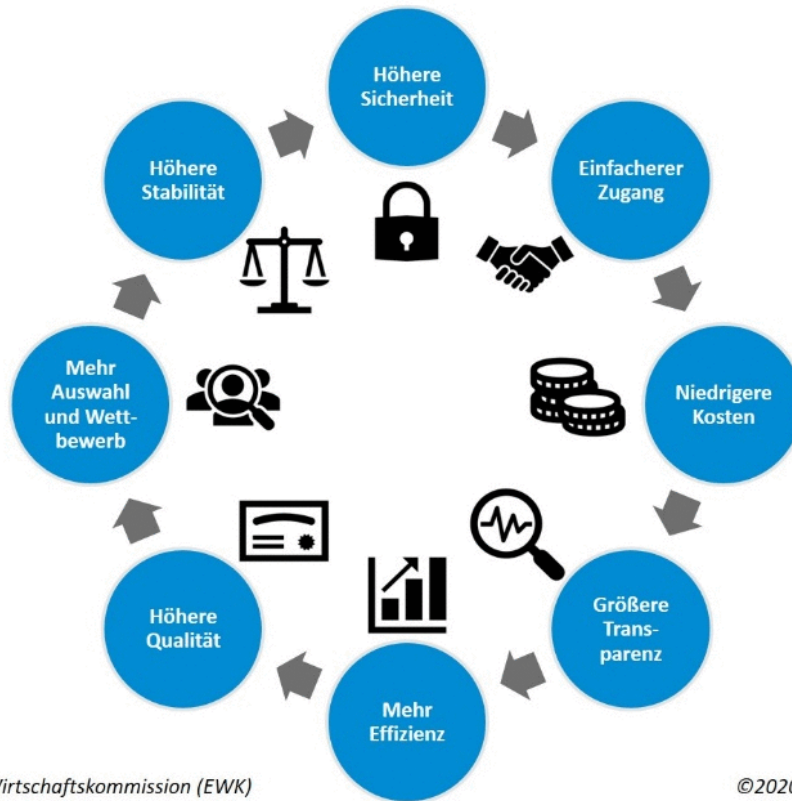 Höhere
Sicherheit
Einfacherer
Zugang
Niedrigere
Kosten
Größere
Trans-
parenz
Mehr
Effizienz
Höhere
Qualität
Mehr
Auswahl
und Wett-
bewerb
Höhere
Stabilität
Wirtschaftskommission (EWK)
©2020